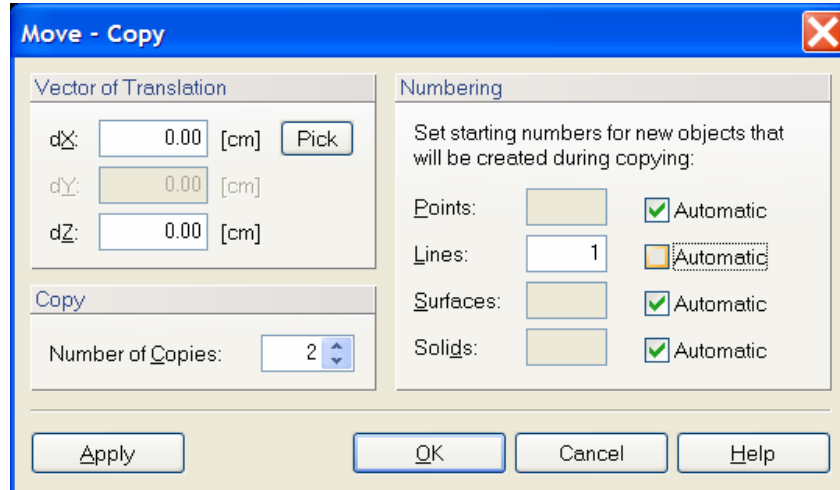 Move - Copy
Vector of Translation
dX: 0.00 [cm] Pick
dY: 0.00 [cm]
dZ: 0.00 [cm]
Copy
Number of Copies: 2
Numbering
Set starting numbers for new objects that
will be created during copying:
Points: Automatic
Lines: 1 Automatic
Surfaces: Automatic
Solids: Automatic
Apply OK Cancel Help